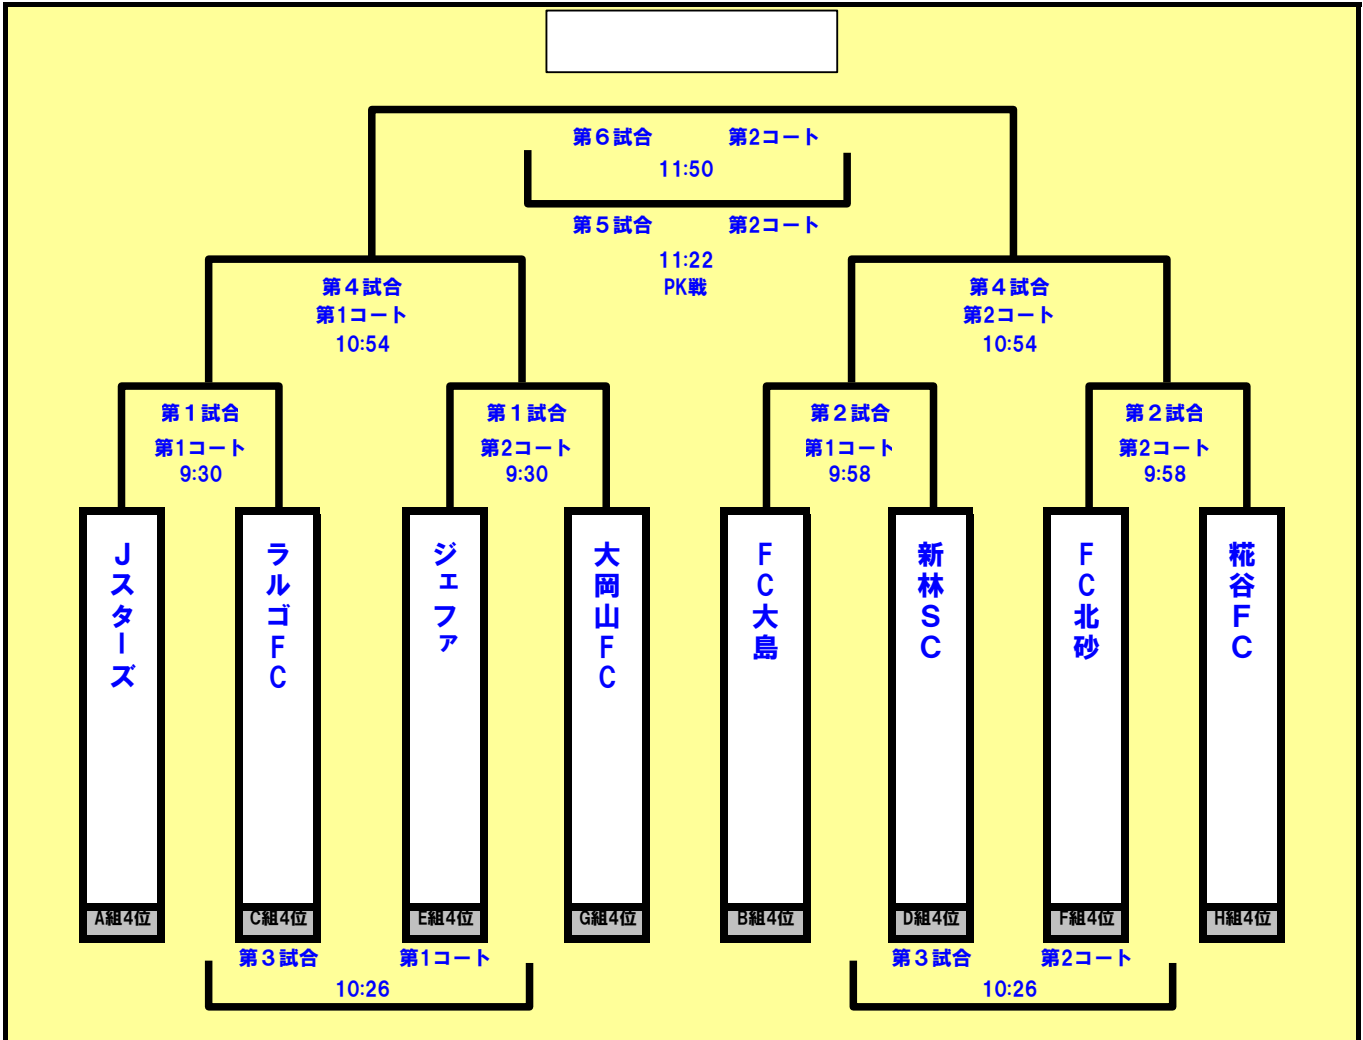 第６試合 第2コート
11:50
第５試合 第2コート
11:22
PK戦
第４試合
第1コート
10:54
第４試合
第2コート
10:54
第１試合
第1コート
9:30
第１試合
第2コート
9:30
第２試合
第1コート
9:58
第２試合
第2コート
9:58
Jスターズ
ラルゴFC
ジェファ
大岡山FC
FC大島
新林SC
FC北砂
糀谷FC
A組4位
C組4位
E組4位
G組4位
B組4位
D組4位
F組4位
H組4位
第３試合 第1コート
10:26
第３試合 第2コート
10:26